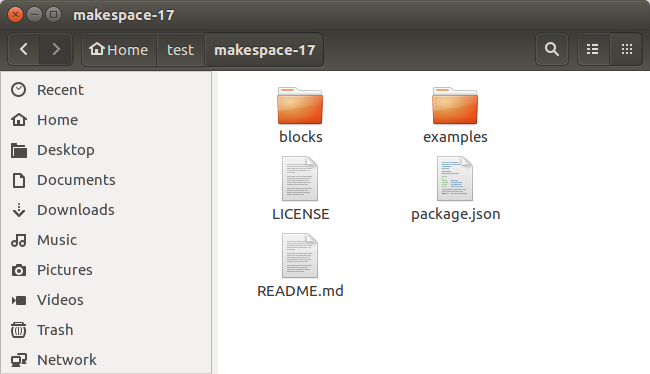 makespace-17
Home test makespace-17
Recent
Home
Desktop
Documents
Downloads
Music
Pictures
Videos
Trash
Network
blocks examples
LICENSE package.json
README.md